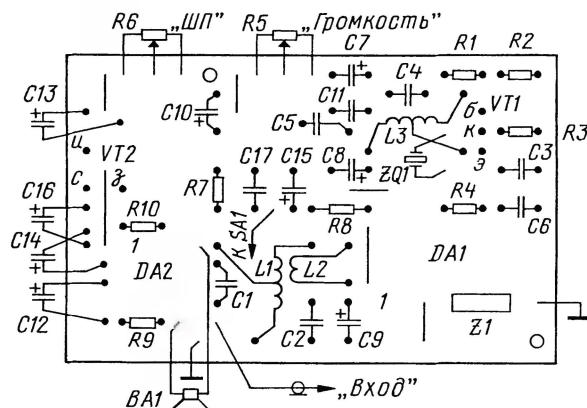 R6
„ШП"
R5
„Громкость"
C7
+
R1
R2
C13
+
C10
+
C11
C4
б
VT1
C5
L3
к
R3
и
VT2
C17
C15
C8
+
ZQ1
э
C3
с
з
R7
+
C16
+
R10
К SA1
R8
R4
C6
C14
+
1
DA2
L1
L2
DA1
+
C12
C1
1
Z1
R9
C2
+
C9
BA1
„Вход"